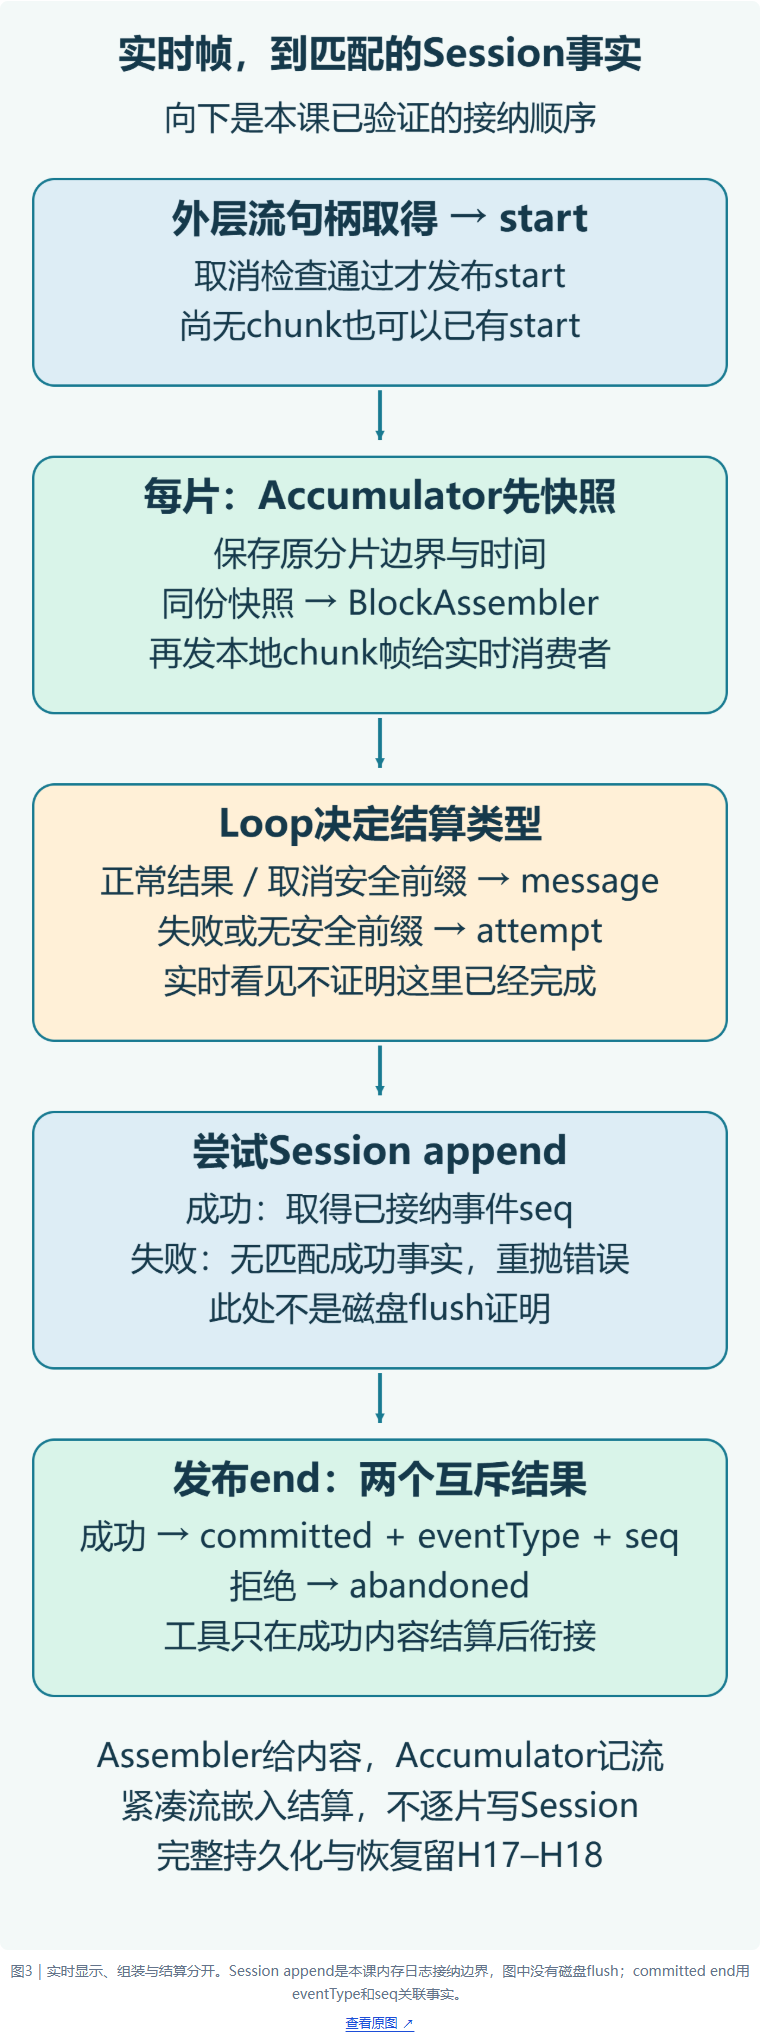 实时帧，到匹配的Session事实
向下是本课已验证的接纳顺序
外层流句柄取得 → start
取消检查通过才发布start
尚无chunk也可以已有start
每片：Accumulator先快照
保存原分片边界与时间
同份快照 → BlockAssembler
再发本地chunk帧给实时消费者
Loop决定结算类型
正常结果 / 取消安全前缀 → message
失败或无安全前缀 → attempt
实时看见不证明这里已经完成
尝试Session append
成功：取得已接纳事件seq
失败：无匹配成功事实，重抛错误
此处不是磁盘flush证明
发布end：两个互斥结果
成功 → committed + eventType + seq
拒绝 → abandoned
工具只在成功内容结算后衔接
Assembler给内容，Accumulator记流
紧凑流嵌入结算，不逐片写Session
完整持久化与恢复留H17–H18
图3｜实时显示、组装与结算分开。Session append是本课内存日志接纳边界，图中没有磁盘flush；committed end用
eventType和seq关联事实。
查看原图 ↗